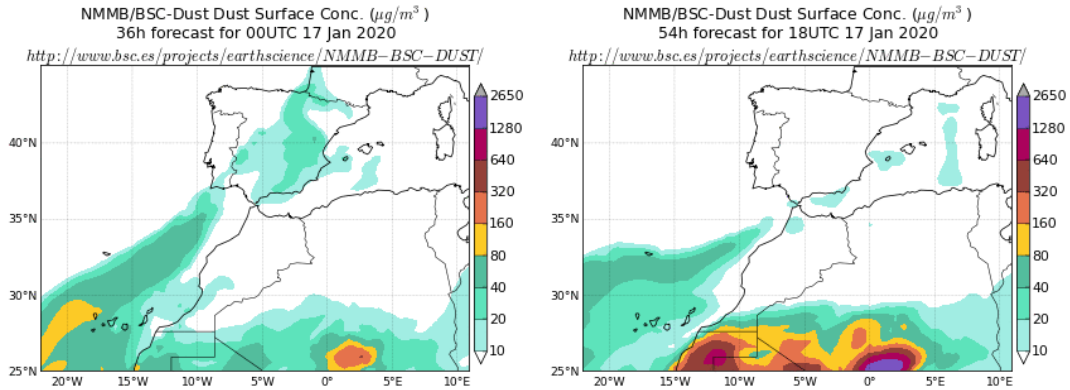 NMMB/BSC-Dust Dust Surface Conc. (μg/m³)
36h forecast for 00UTC 17 Jan 2020
http://www.bsc.es/projects/earthscience/NMMB−BSC−DUST/
40°N
35°N
30°N
25°N
20°W
15°W
10°W
5°W
0°
5°E
10°E
2650
1280
640
320
160
80
40
20
10
NMMB/BSC-Dust Dust Surface Conc. (μg/m³)
54h forecast for 18UTC 17 Jan 2020
http://www.bsc.es/projects/earthscience/NMMB−BSC−DUST/
40°N
35°N
30°N
25°N
20°W
15°W
10°W
5°W
0°
5°E
10°E
2650
1280
640
320
160
80
40
20
10